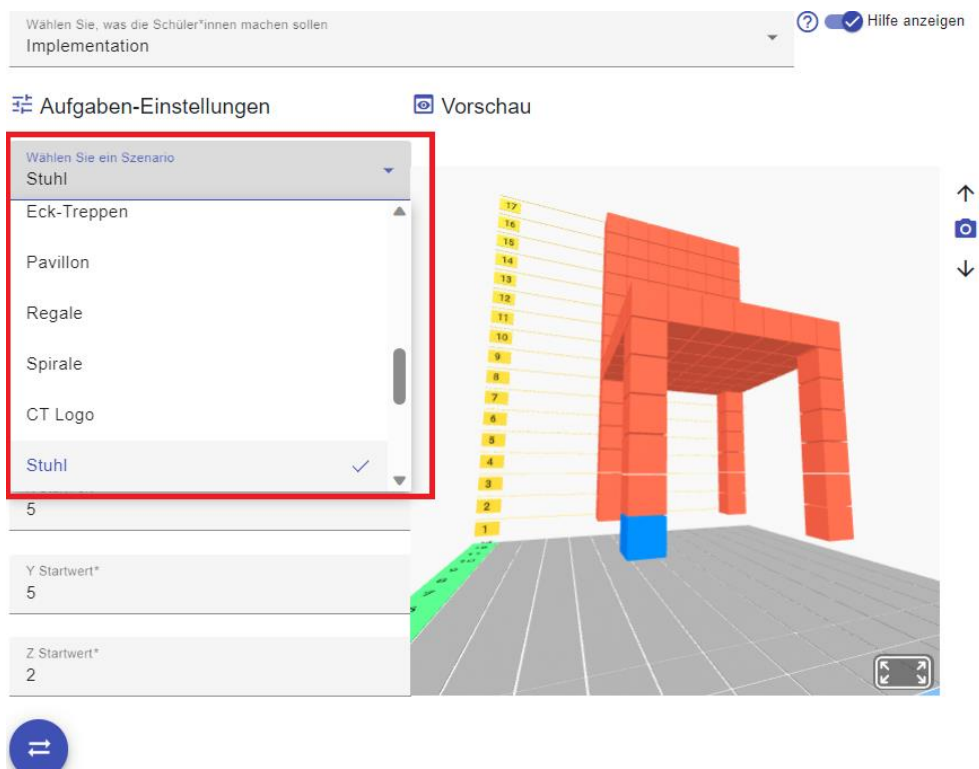 Wählen Sie, was die Schüler*innen machen sollen
Implementation
Hilfe anzeigen
Aufgaben-Einstellungen
Vorschau
Wählen Sie ein Szenario
Stuhl
Eck-Treppen
Pavillon
Regale
Spirale
CT Logo
Stuhl
5
Y Startwert*
5
Z Startwert*
2
17
16
15
14
13
12
11
10
9
8
7
6
5
4
3
2
1